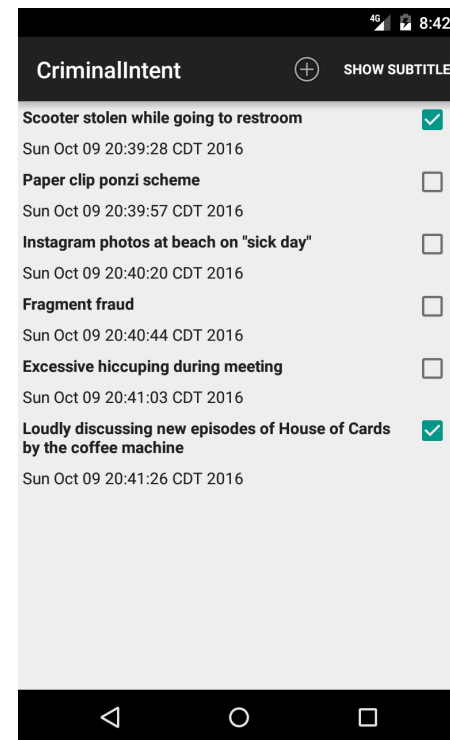 4G 8:42
CriminalIntent SHOW SUBTITLE
Scooter stolen while going to restroom
Sun Oct 09 20:39:28 CDT 2016
Paper clip ponzi scheme
Sun Oct 09 20:39:57 CDT 2016
Instagram photos at beach on "sick day"
Sun Oct 09 20:40:20 CDT 2016
Fragment fraud
Sun Oct 09 20:40:44 CDT 2016
Excessive hiccuping during meeting
Sun Oct 09 20:41:03 CDT 2016
Loudly discussing new episodes of House of Cards
by the coffee machine
Sun Oct 09 20:41:26 CDT 2016